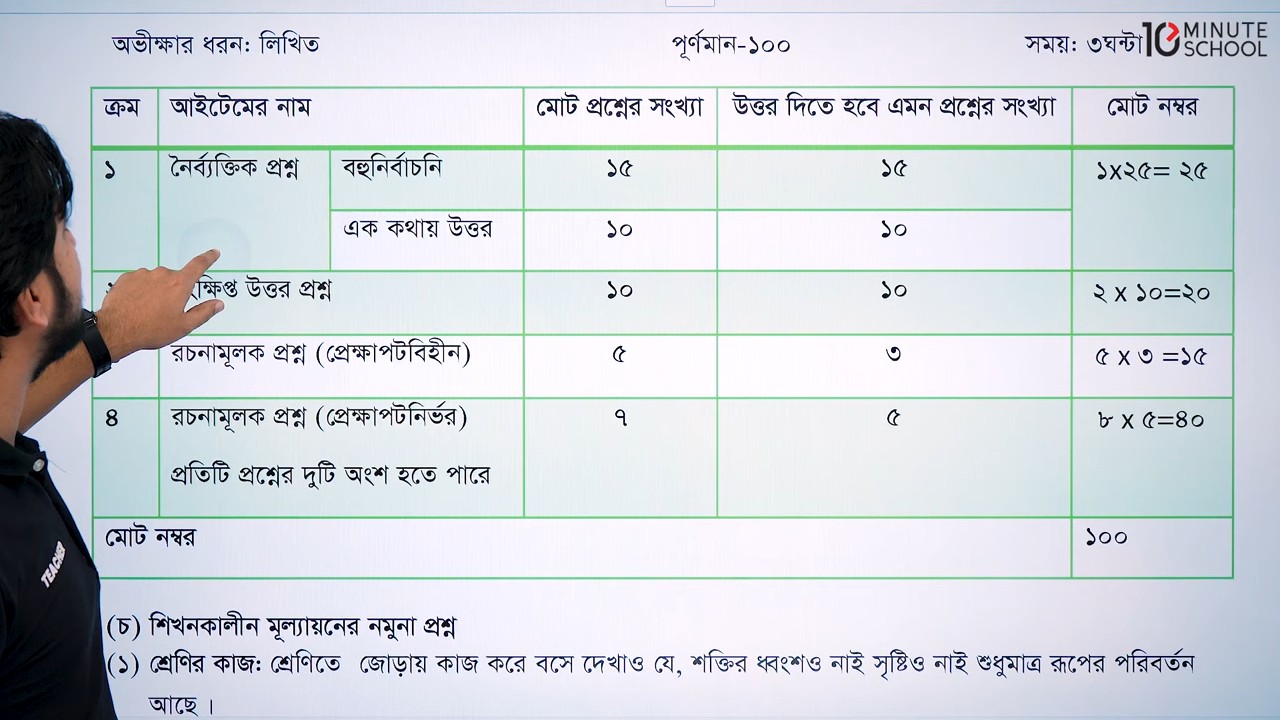 অভীক্ষার ধরন: লিখিত পূর্ণমান-১০০ সময়: ৩ঘন্টা
10 MINUTE SCHOOL
ক্রম আইটেমের নাম মোট প্রশ্নের সংখ্যা উত্তর দিতে হবে এমন প্রশ্নের সংখ্যা মোট নম্বর
১ নৈর্ব্যক্তিক প্রশ্ন বহুনির্বাচনি ১৫ ১৫ ১x২৫= ২৫
এক কথায় উত্তর ১০ ১০
উত্তর প্রশ্ন ১০ ১০ ২ x ১০=২০
রচনামূলক প্রশ্ন (প্রেক্ষাপটবিহীন) ৫ ৩ ৫ x ৩ =১৫
৪ রচনামূলক প্রশ্ন (প্রেক্ষাপটনির্ভর) ৭ ৫ ৮ x ৫=৪০
প্রতিটি প্রশ্নের দুটি অংশ হতে পারে
মোট নম্বর ১০০
(চ) শিখনকালীন মূল্যায়নের নমুনা প্রশ্ন
(১) শ্রেণির কাজ: শ্রেণিতে জোড়ায় কাজ করে বসে দেখাও যে, শক্তির ধ্বংশও নাই সৃষ্টিও নাই শুধুমাত্র রূপের পরিবর্তন
আছে।
TEACHER